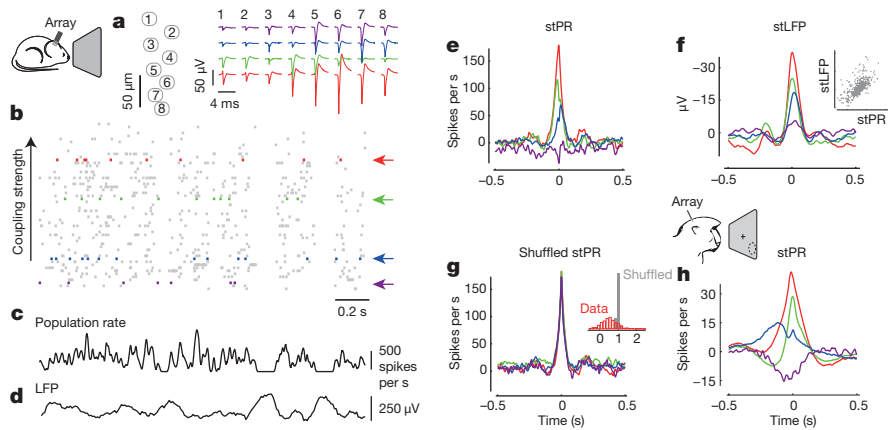 Array
a
1
2
3
4
5
6
7
8
50 µm
1 2 3 4 5 6 7 8
50 µV
4 ms
b
Coupling strength
0.2 s
c
Population rate
500
spikes
per s
d
LFP
250 µV
e
stPR
Spikes per s
150
100
50
0
–0.5 0 0.5
f
stLFP
µV
–30
–15
0
–0.5 0 0.5
stLFP
stPR
g
Shuffled stPR
Spikes per s
150
100
50
0
Shuffled
Data
0 1 2
–0.5 0 0.5
Time (s)
Array
h
stPR
Spikes per s
30
15
0
–15
–0.5 0 0.5
Time (s)